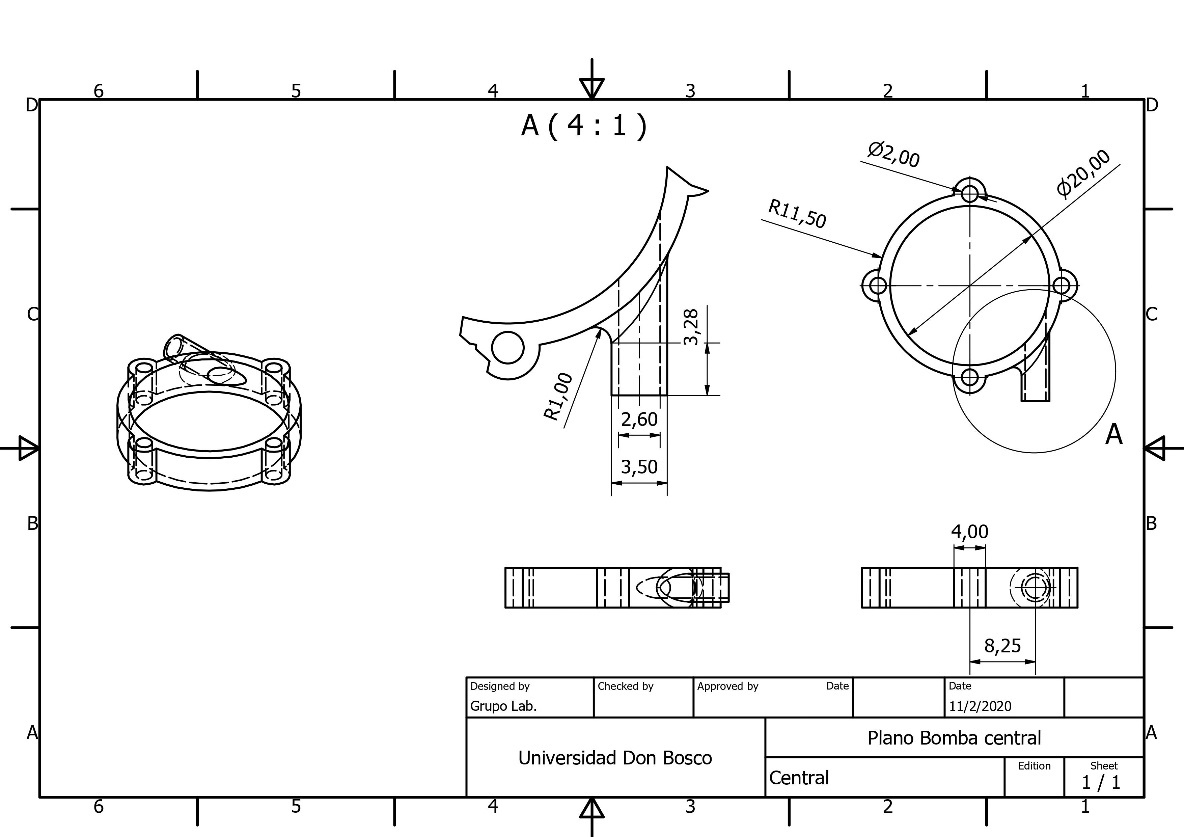 6 5 4 3 2 1
D D
A ( 4 : 1 )
Ø2,00
Ø20,00
R11,50
C C
3,28
R1,00
2,60
3,50
A
B B
4,00
8,25
Designed by Checked by Approved by Date Date
Grupo Lab. 11/2/2020
A A
Universidad Don Bosco
Plano Bomba central
Central
Edition Sheet
1 / 1
6 5 4 3 2 1